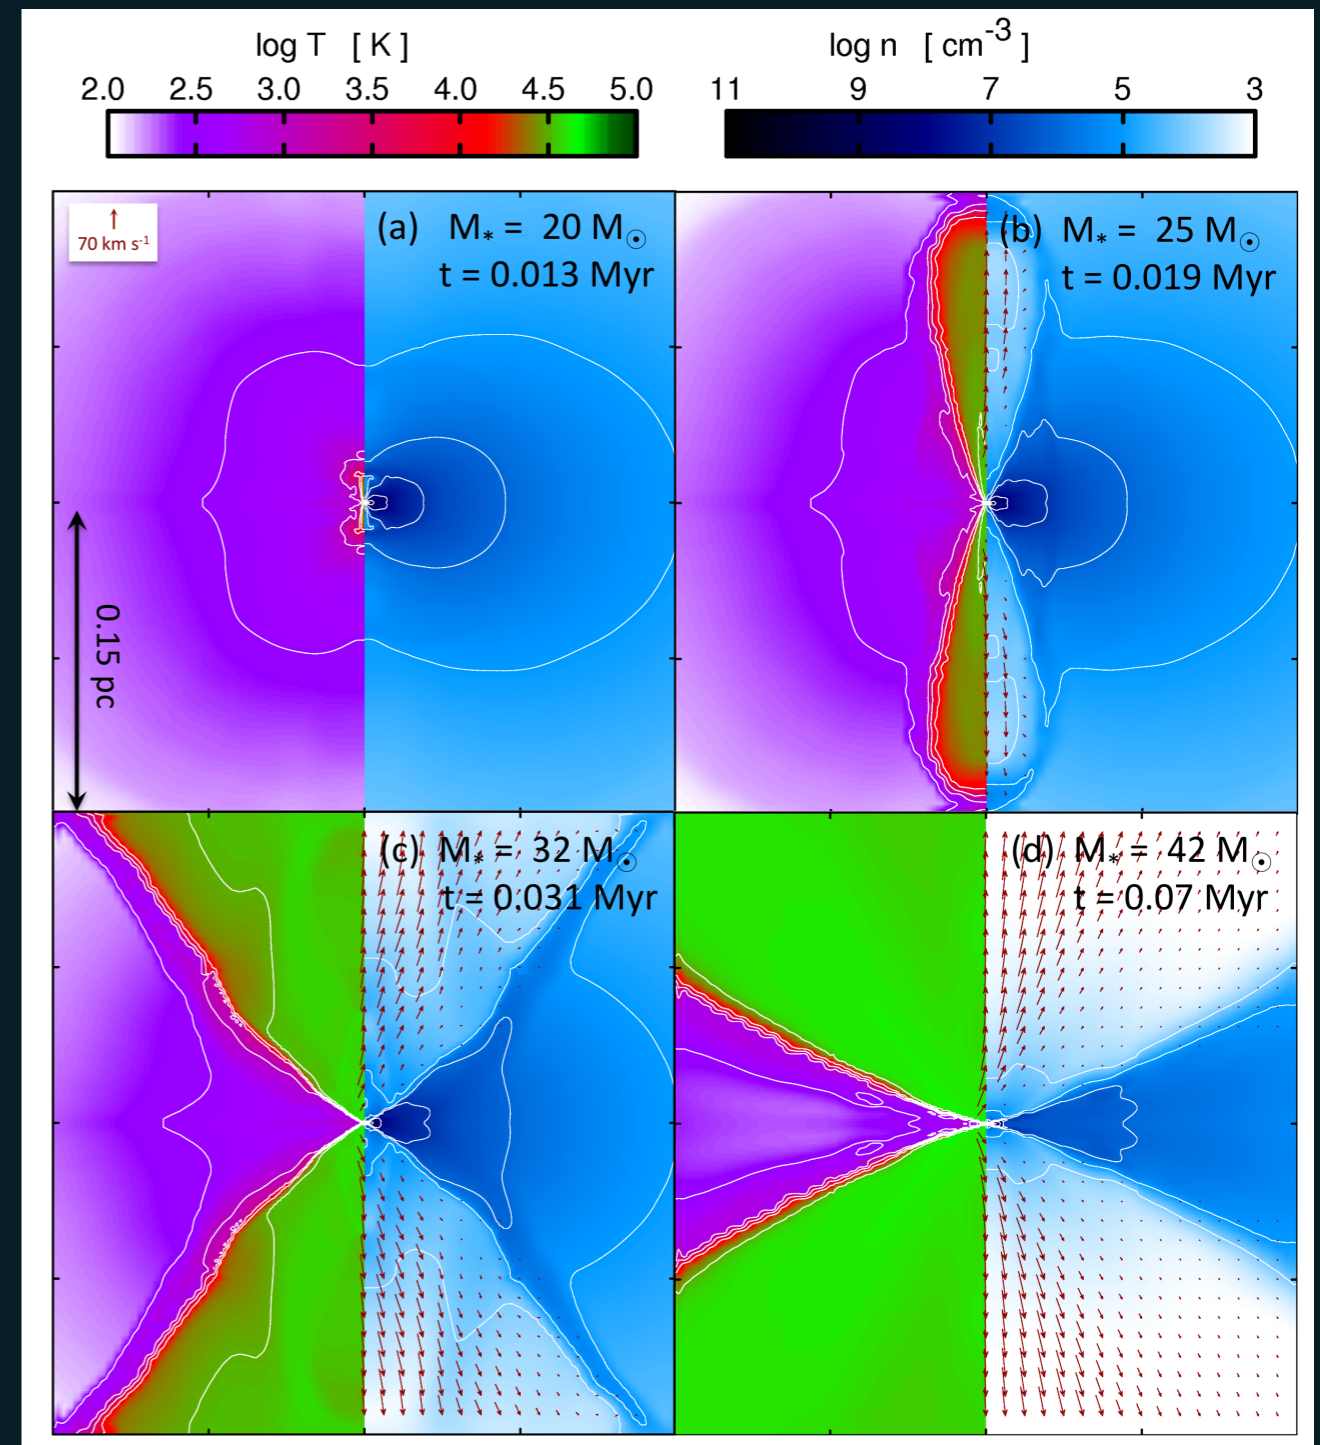 log T [ K ]
log n [ cm⁻³ ]
2.0 2.5 3.0 3.5 4.0 4.5 5.0
11 9 7 5 3
70 km s⁻¹
(a) M* = 20 M☉
t = 0.013 Myr
(b) M* = 25 M☉
t = 0.019 Myr
0.15 pc
(c) M* = 32 M☉
t = 0.031 Myr
(d) M* = 42 M☉
t = 0.07 Myr